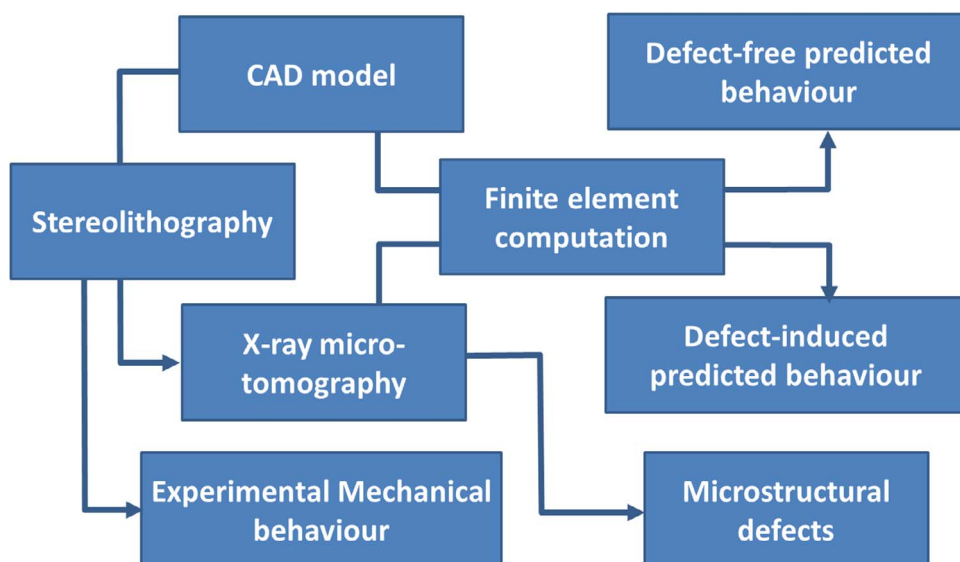 CAD model
Defect-free predicted
behaviour
Stereolithography
Finite element
computation
X-ray micro-
tomography
Defect-induced
predicted behaviour
Experimental Mechanical
behaviour
Microstructural
defects